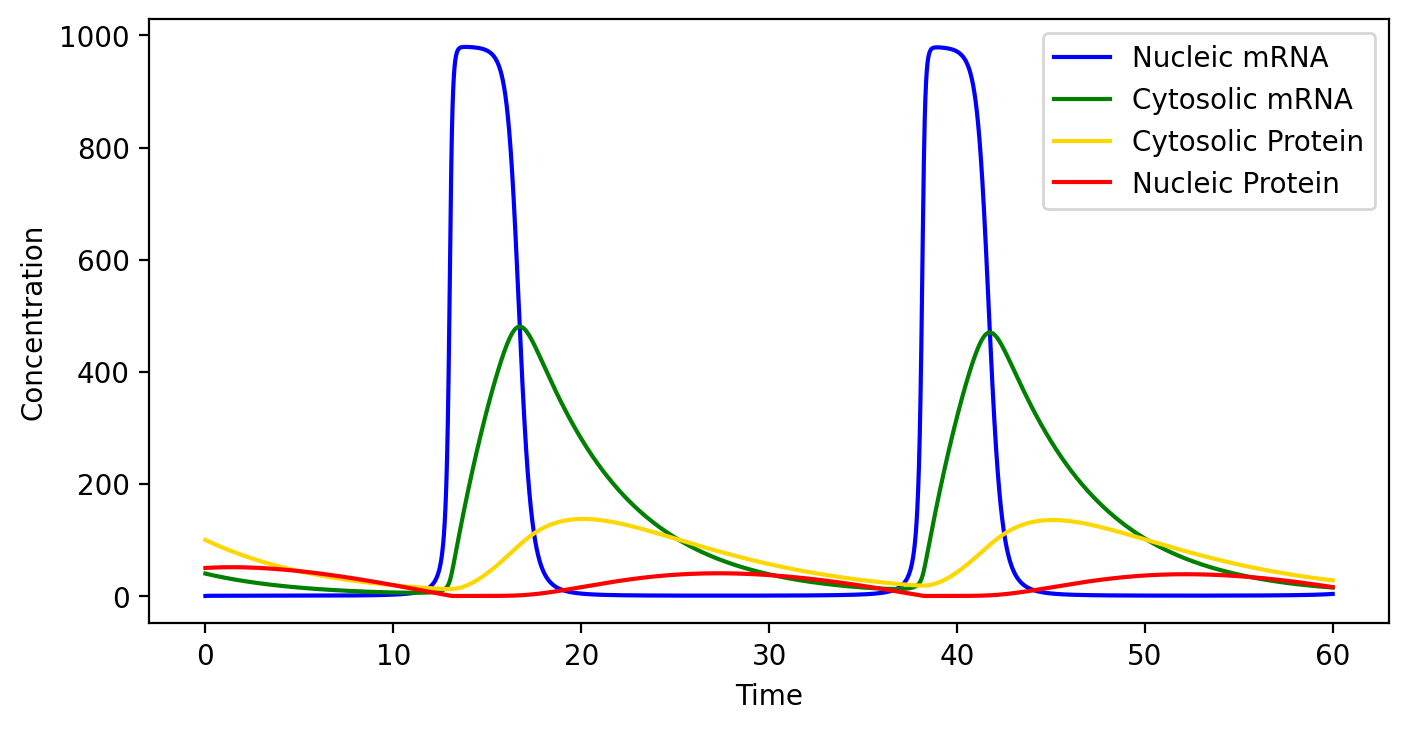 1000
800
600
400
200
0
Concentration
0 10 20 30 40 50 60
Time
Nucleic mRNA
Cytosolic mRNA
Cytosolic Protein
Nucleic Protein